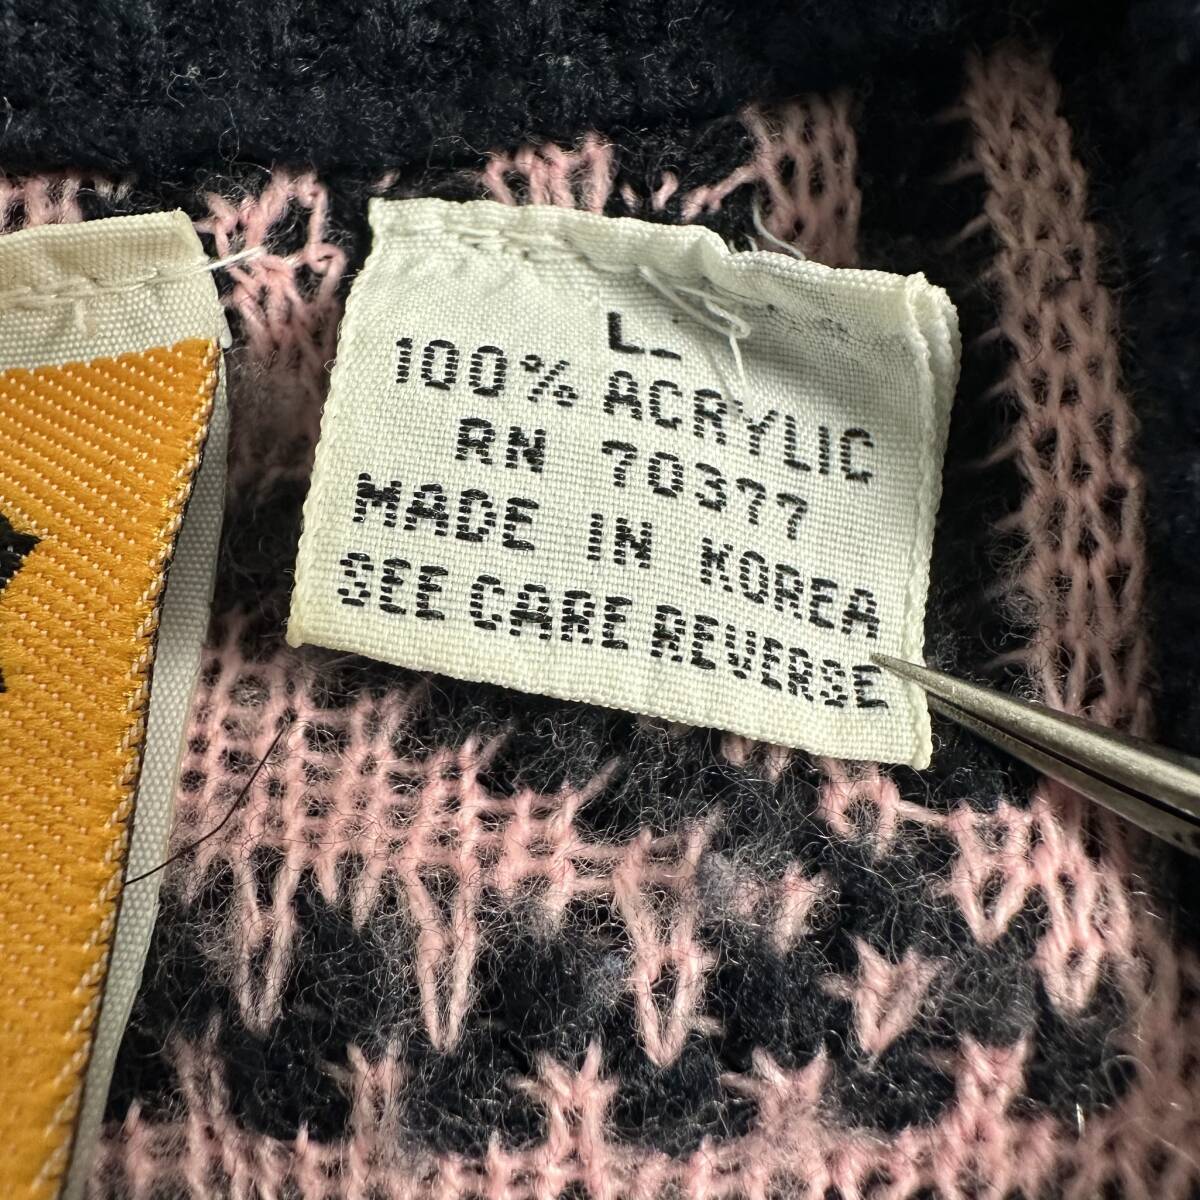 L
100% ACRYLIC
RN 70377
MADE IN KOREA
SEE CARE REVERSE